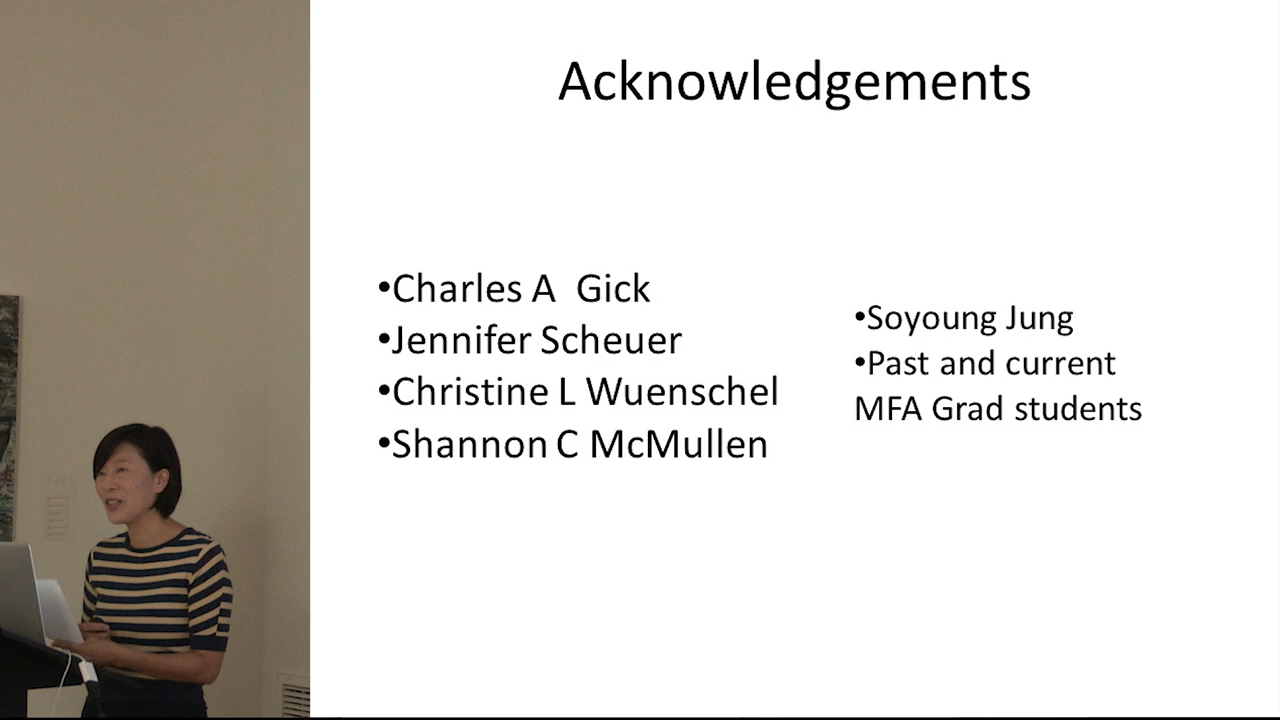 Acknowledgements
•Charles A  Gick
•Jennifer Scheuer
•Christine L Wuenschel
•Shannon C McMullen
•Soyoung Jung
•Past and current
MFA Grad students